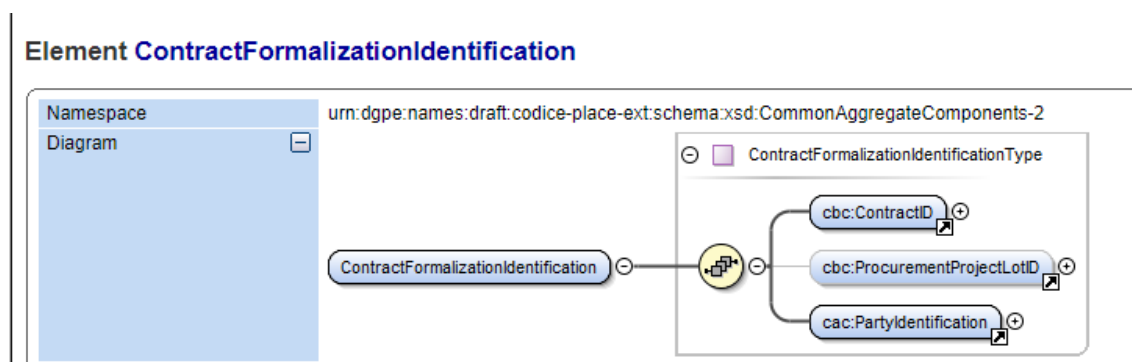 Element ContractFormalizationIdentification
Namespace
urn:dgpe:names:draft:codice-place-ext:schema:xsd:CommonAggregateComponents-2
Diagram
ContractFormalizationIdentificationType
cbc:ContractID
ContractFormalizationIdentification
cbc:ProcurementProjectLotID
cac:PartyIdentification